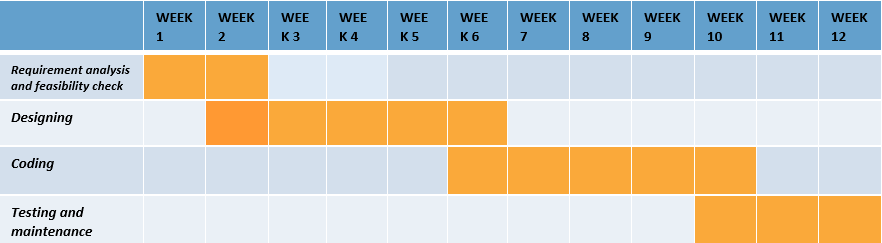 WEEK WEEK WEE WEE WEE WEE WEEK WEEK WEEK WEEK WEEK WEEK
1 2 K 3 K 4 K 5 K 6 7 8 9 10 11 12
Requirement analysis
and feasibility check
Designing
Coding
Testing and
maintenance